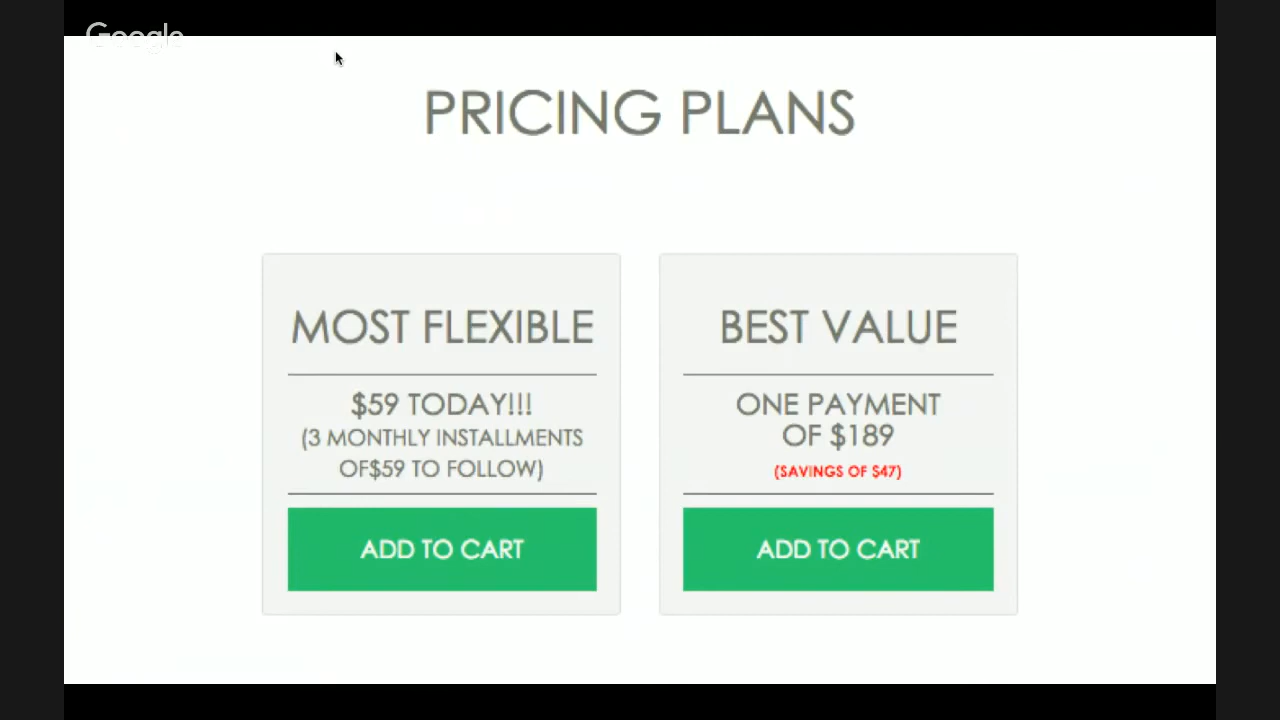 Google
PRICING PLANS
MOST FLEXIBLE
$59 TODAY!!!
(3 MONTHLY INSTALLMENTS
OF$59 TO FOLLOW)
ADD TO CART
BEST VALUE
ONE PAYMENT
OF $189
(SAVINGS OF $47)
ADD TO CART